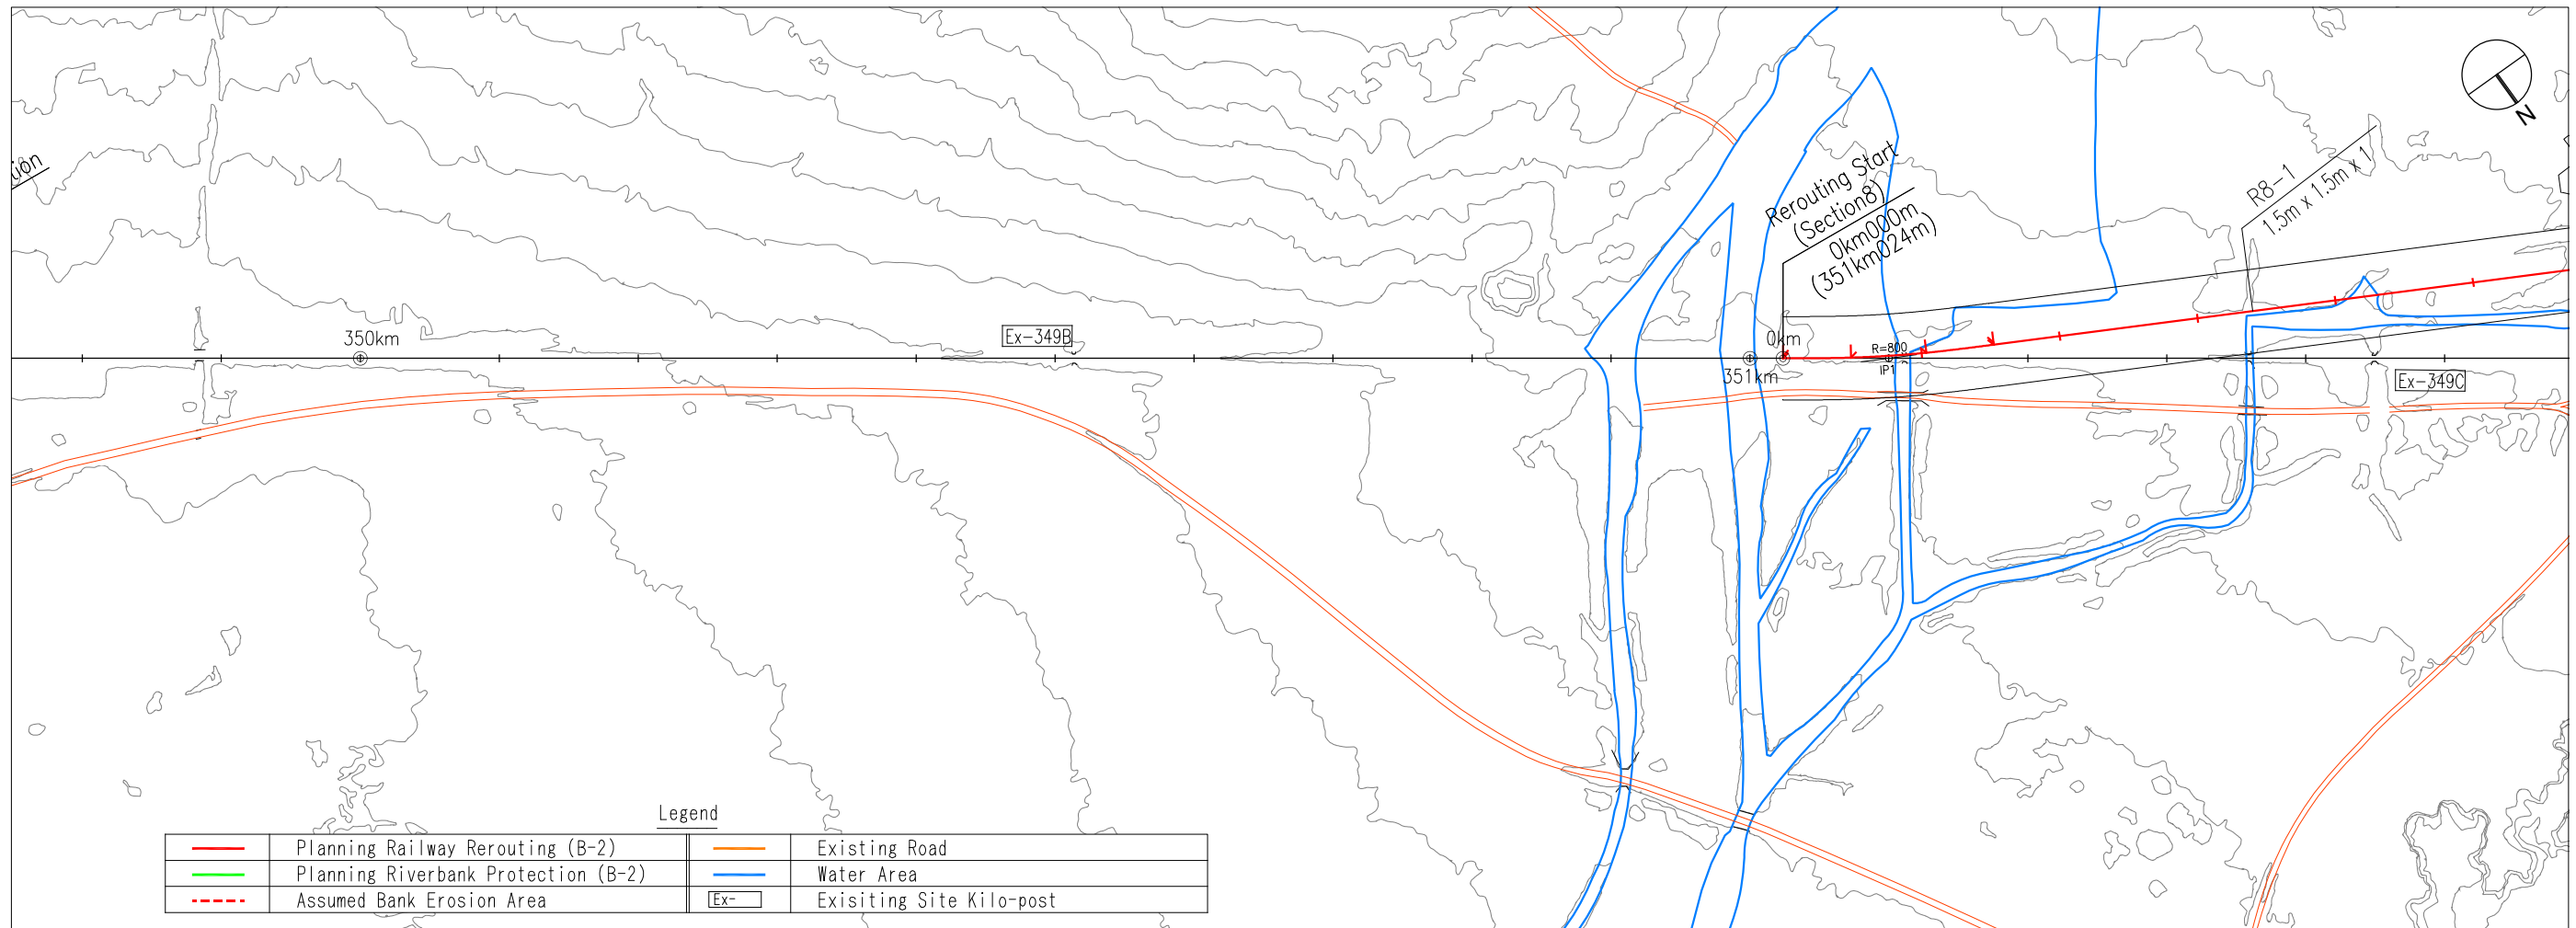 tion
350km
Ex-349B
Rerouting Start
(Section8)
0km000m
(351km024m)
0km
351km
R=800
IP1
R8-1
1.5m x 1.5m x 1
Ex-349C
N
Legend
Planning Railway Rerouting (B-2)
Existing Road
Planning Riverbank Protection (B-2)
Water Area
Assumed Bank Erosion Area
Ex-
Exisiting Site Kilo-post